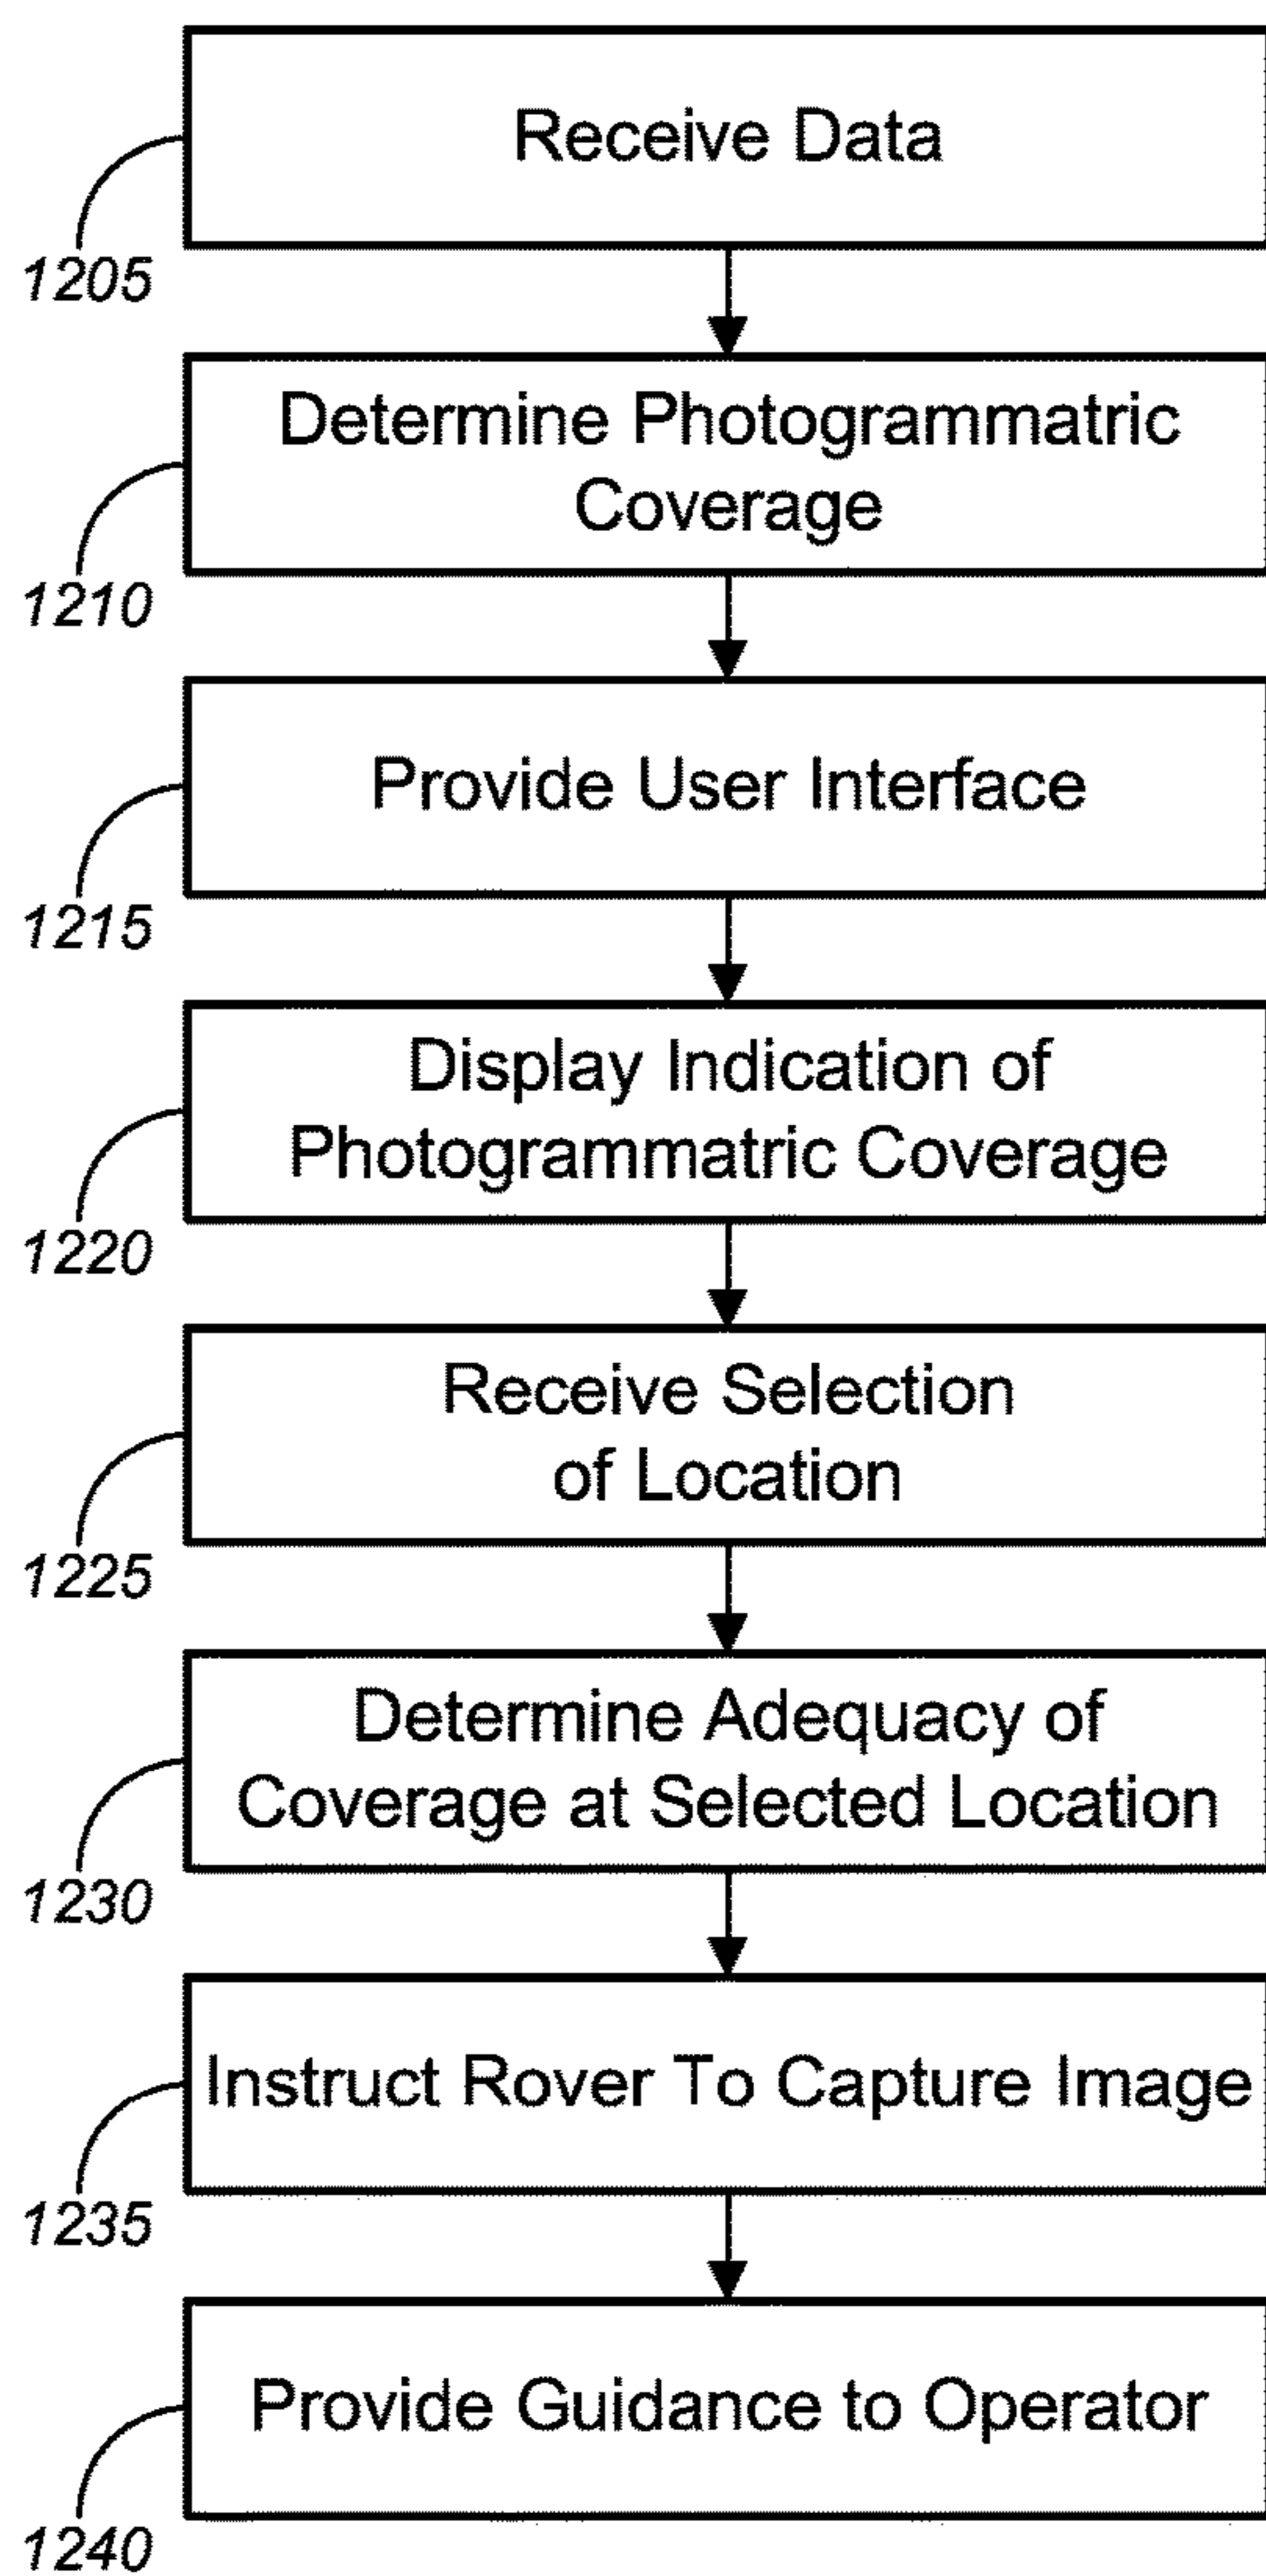 Receive Data
1205
Determine Photogrammatric
Coverage
1210
Provide User Interface
1215
Display Indication of
Photogrammatric Coverage
1220
Receive Selection
of Location
1225
Determine Adequacy of
Coverage at Selected Location
1230
Instruct Rover To Capture Image
1235
Provide Guidance to Operator
1240